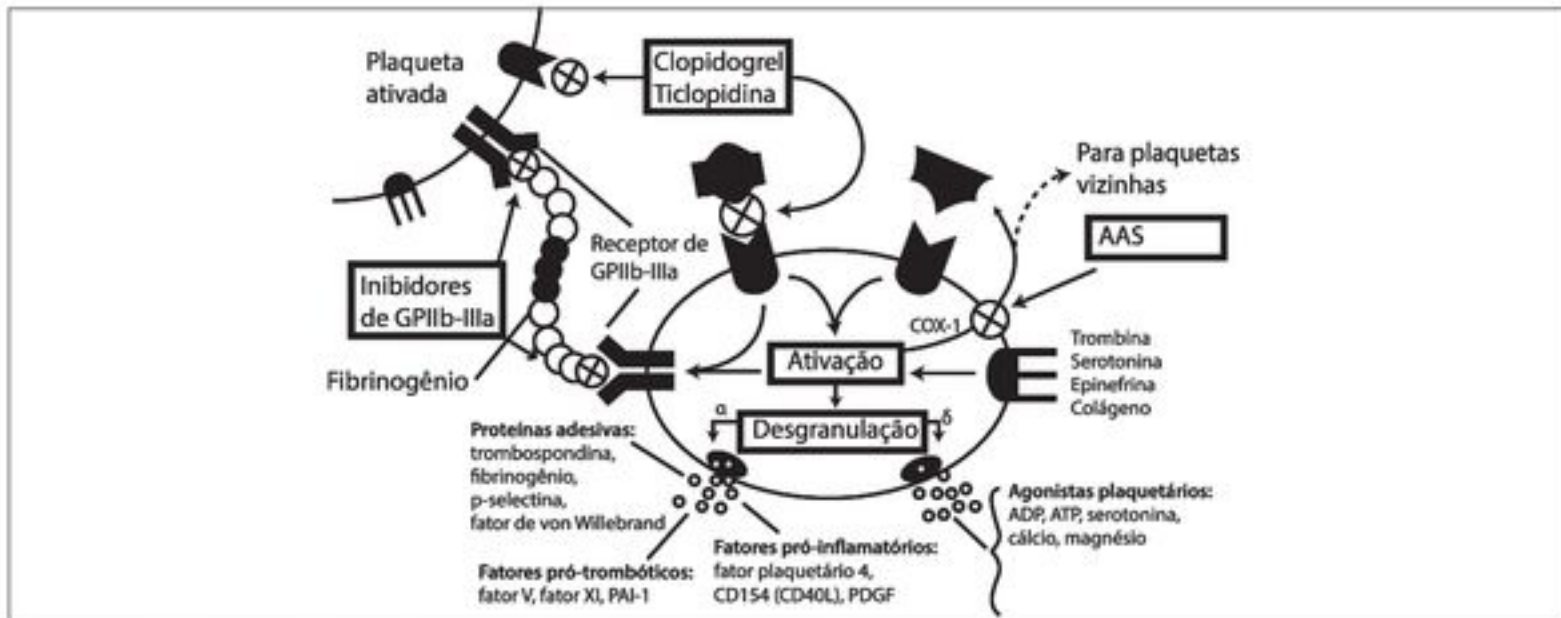 Plaqueta
ativada
Clopidogrel
Ticlopidina
Para plaquetas
vizinhas
AAS
Receptor de
GPIIb-IIIa
Inibidores
de GPIIb-IIIa
Fibrinogênio
COX-1
Ativação
Trombina
Serotonina
Epinefrina
Colágeno
α
Desgranulação
δ
Proteínas adesivas:
trombospondina,
fibrinogênio,
p-selectina,
fator de von Willebrand
Fatores pró-trombóticos:
fator V, fator XI, PAI-1
Fatores pró-inflamatórios:
fator plaquetário 4,
CD154 (CD40L), PDGF
Agonistas plaquetários:
ADP, ATP, serotonina,
cálcio, magnésio